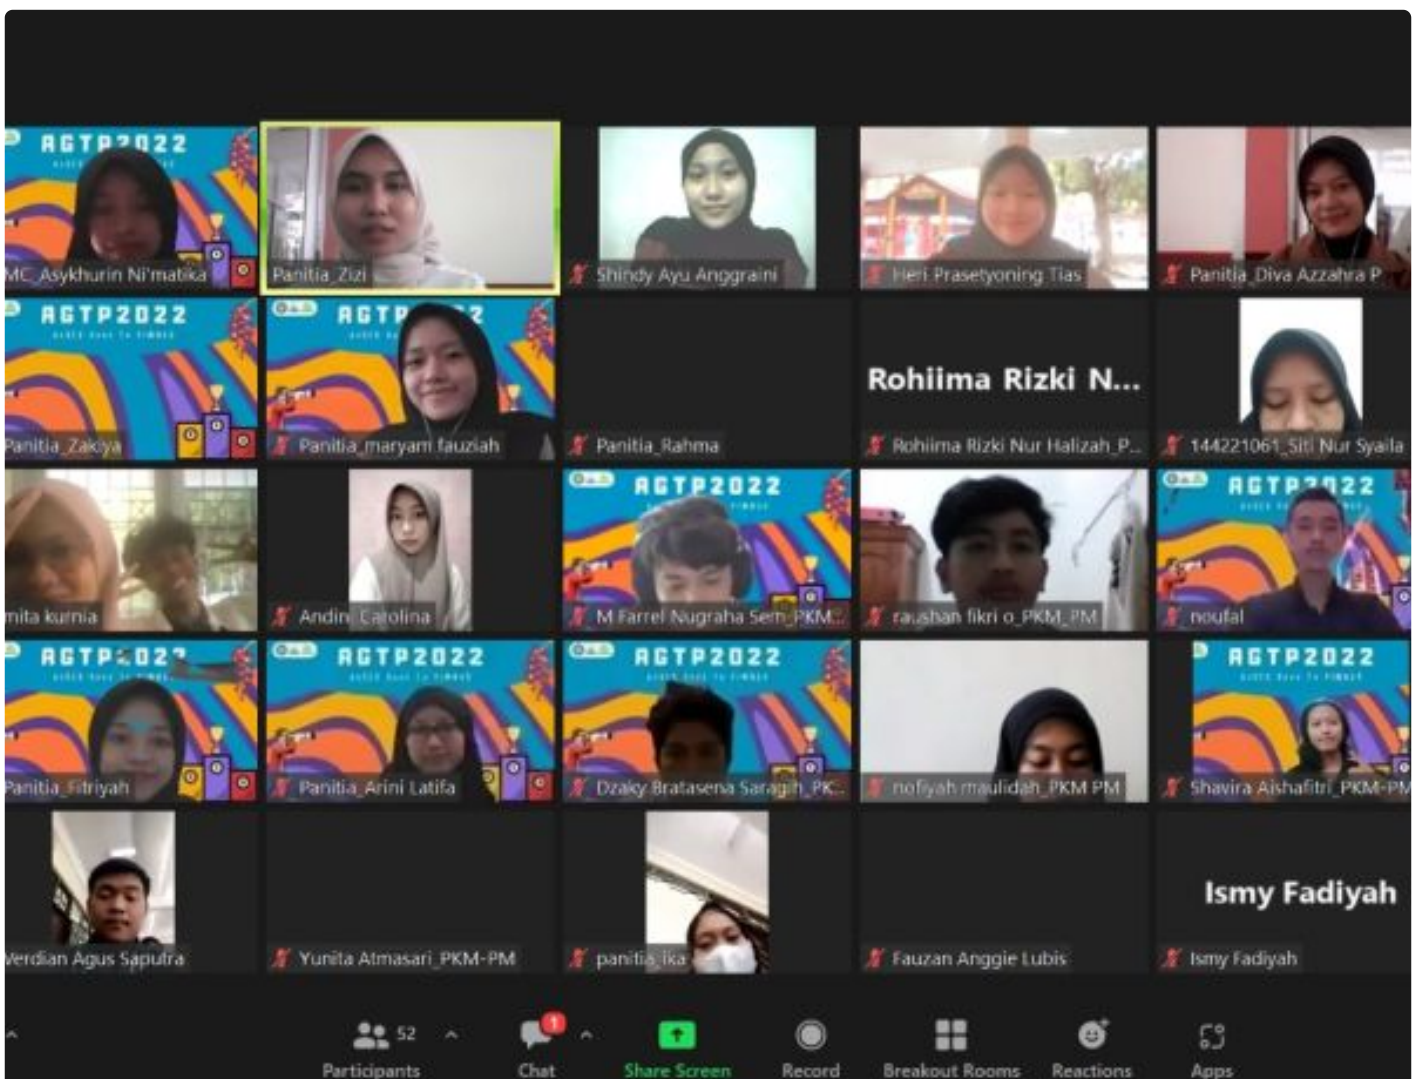 AGTP2022
MC_Asykhurin Ni'matika
Panitia_Zizi
Shindy Ayu Anggraini
Heri Prasetyoning Tias
Panitia_Diva Azzahra P
AGTP2022
Panitia_Zakiya
AGTP 2
Panitia_maryam fauziah
Panitia_Rahma
Rohiima Rizki N...
Rohiima Rizki Nur Halizah_P...
144221061_Siti Nur Syaila
mita kurnia
Andin Carolina
AGTP2022
M Farrel Nugraha Sem_PKM...
raushan fikri o_PKM_PM
AGTP2022
noufal
AGTP2022
Panitia_Fitriyah
AGTP2022
Panitia_Arini Latifa
AGTP2022
Dzaky Bratasena Saragih_PK...
nofiyah maulidah_PKM PM
AGTP2022
Shavira Aishafitri_PKM-PM
Verdian Agus Saputra
Yunita Atmasari_PKM-PM
panitia_ika
Fauzan Anggie Lubis
Ismy Fadiyah
Ismy Fadiyah
52
1
Participants
Chat
Share Screen
Record
Breakout Rooms
Reactions
Apps